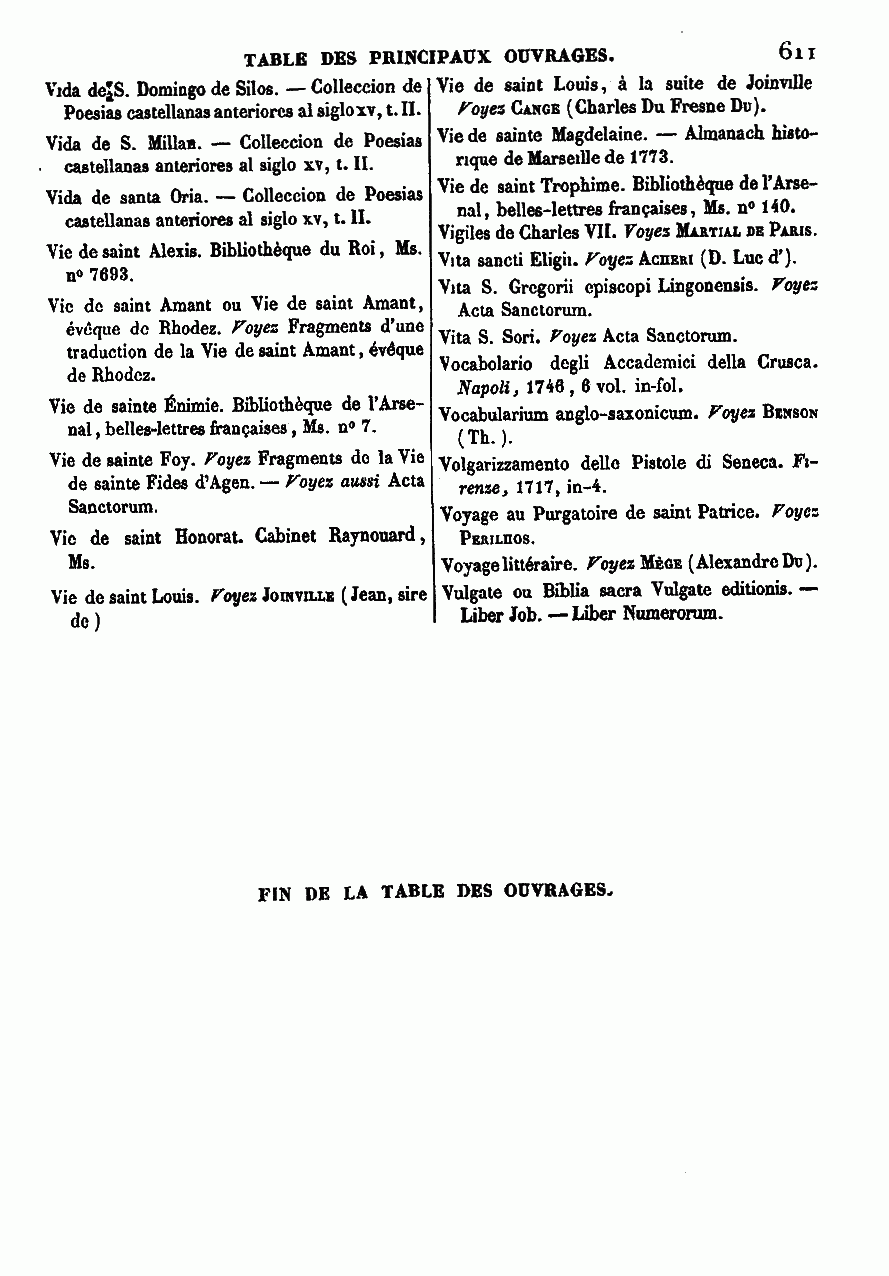 TABLE DES PRINCIPAUX OUVRAGES. 611
Vida de S. Domingo de Silos. — Colleccion de
Poesias castellanas anteriores al siglo xv, t. II.
Vida de S. Millan. — Colleccion de Poesias
castellanas anteriores al siglo xv, t. II.
Vida de santa Oria. — Colleccion de Poesias
castellanas anteriores al siglo xv, t. II.
Vie de saint Alexis. Bibliothèque du Roi, Ms.
n° 7693.
Vie de saint Amant ou Vie de saint Amant,
évêque de Rhodez. Voyez Fragments d'une
traduction de la Vie de saint Amant, évêque
de Rhodez.
Vie de sainte Énimie. Bibliothèque de l'Arse-
nal, belles-lettres françaises, Ms. n° 7.
Vie de sainte Foy. Voyez Fragments de la Vie
de sainte Fides d'Agen. — Voyez aussi Acta
Sanctorum.
Vie de saint Honorat. Cabinet Raynouard,
Ms.
Vie de saint Louis. Voyez JOINVILLE (Jean, sire
de)
Vie de saint Louis, à la suite de Joinville
Voyez CANGE (Charles Du Fresne DU).
Vie de sainte Magdelaine. — Almanach histo-
rique de Marseille de 1773.
Vie de saint Trophime. Bibliothèque de l'Arse-
nal, belles-lettres françaises, Ms. n° 140.
Vigiles de Charles VII. Voyez MARTIAL DE PARIS.
Vita sancti Eligii. Voyez ACHERI (D. Luc d').
Vita S. Gregorii episcopi Lingonensis. Voyez
Acta Sanctorum.
Vita S. Sori. Voyez Acta Sanctorum.
Vocabolario degli Accademici della Crusca.
Napoli, 1746, 6 vol. in-fol.
Vocabularium anglo-saxonicum. Voyez BENSON
(Th.).
Volgarizzamento delle Pistole di Seneca. Fi-
renze, 1717, in-4.
Voyage au Purgatoire de saint Patrice. Voyez
PERILHOS.
Voyage littéraire. Voyez MÈGE (Alexandre DU).
Vulgate ou Biblia sacra Vulgate editionis. —
Liber Job. — Liber Numerorum.
FIN DE LA TABLE DES OUVRAGES.